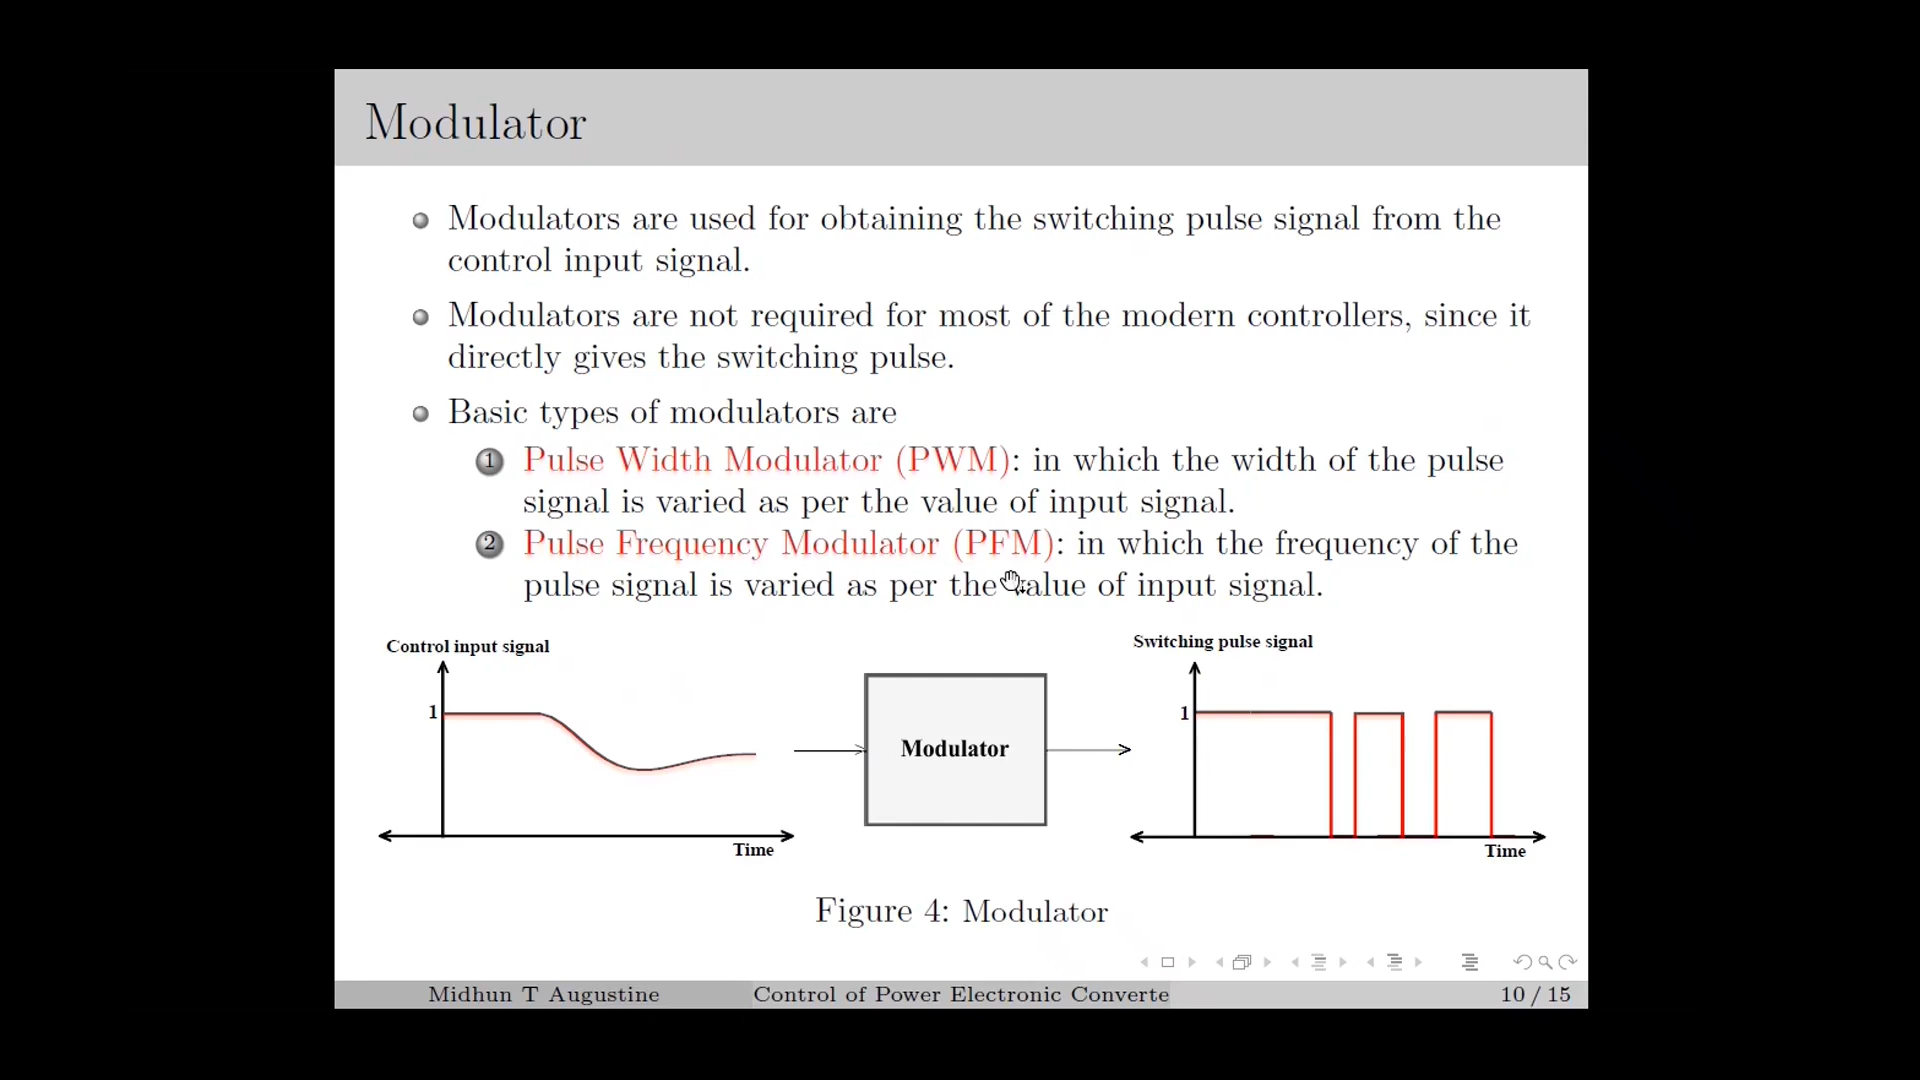 Modulator
Modulators are used for obtaining the switching pulse signal from the
control input signal.
Modulators are not required for most of the modern controllers, since it
directly gives the switching pulse.
Basic types of modulators are
1 Pulse Width Modulator (PWM): in which the width of the pulse
signal is varied as per the value of input signal.
2 Pulse Frequency Modulator (PFM): in which the frequency of the
pulse signal is varied as per the value of input signal.
Control input signal
1
Time
Modulator
Switching pulse signal
1
Time
Figure 4: Modulator
Midhun T Augustine
Control of Power Electronic Converte
10 / 15